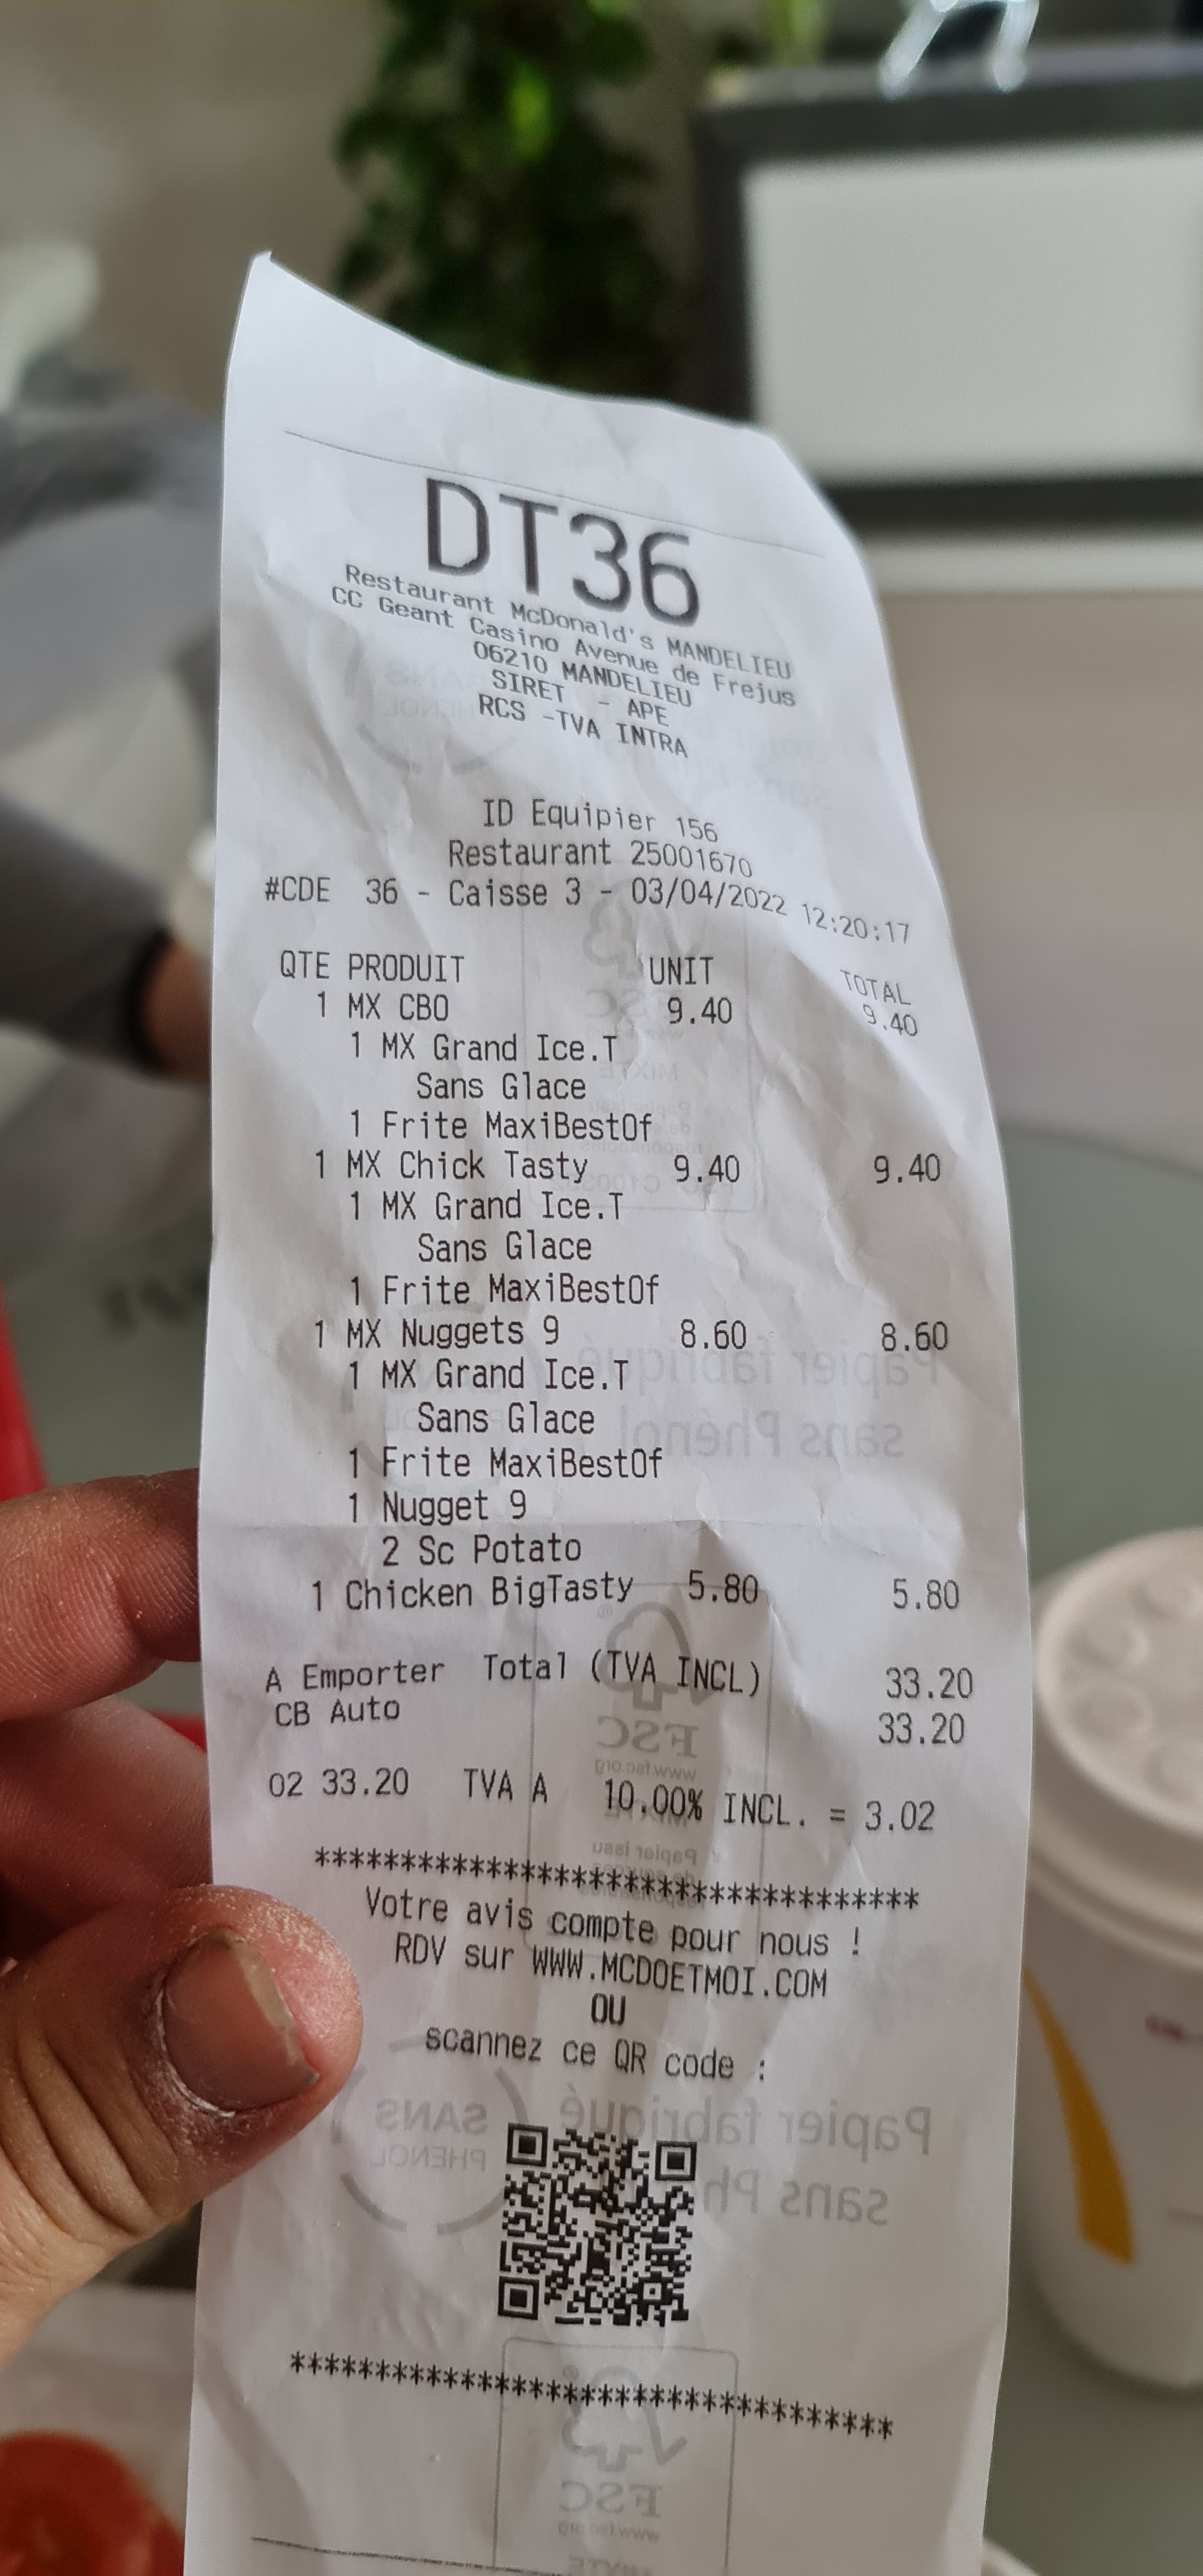 DT36
Restaurant McDonald's MANDELIEU
CC Geant Casino Avenue de Frejus
06210 MANDELIEU
SIRET - APE
RCS -TVA INTRA
ID Equipier 156
Restaurant 25001670
#CDE 36 - Caisse 3 - 03/04/2022 12:20:17
QTE PRODUIT UNIT TOTAL
1 MX CBO 9.40 9.40
1 MX Grand Ice.T
Sans Glace
1 Frite MaxiBestOf
1 MX Chick Tasty 9.40 9.40
1 MX Grand Ice.T
Sans Glace
1 Frite MaxiBestOf
1 MX Nuggets 9 8.60 8.60
1 MX Grand Ice.T
Sans Glace
1 Frite MaxiBestOf
1 Nugget 9
2 Sc Potato
1 Chicken BigTasty 5.80 5.80
A Emporter Total (TVA INCL) 33.20
CB Auto 33.20
02 33.20 TVA A 10.00% INCL. = 3.02
************************************
Votre avis compte pour nous !
RDV sur WWW.MCDOETMOI.COM
OU
scannez ce QR code :
SANS
PHENOL
Papier fabriqué
sans
************************************
FSC